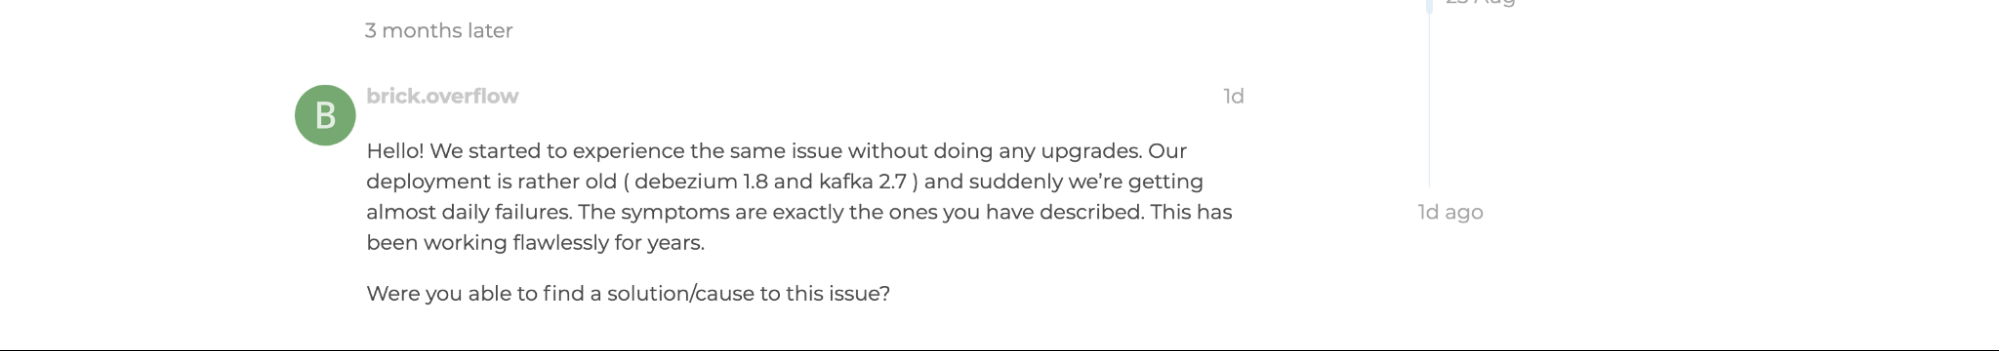 23 Aug
3 months later
B
brick.overflow
1d
Hello! We started to experience the same issue without doing any upgrades. Our
deployment is rather old ( debezium 1.8 and kafka 2.7 ) and suddenly we’re getting
almost daily failures. The symptoms are exactly the ones you have described. This has
been working flawlessly for years.
1d ago
Were you able to find a solution/cause to this issue?